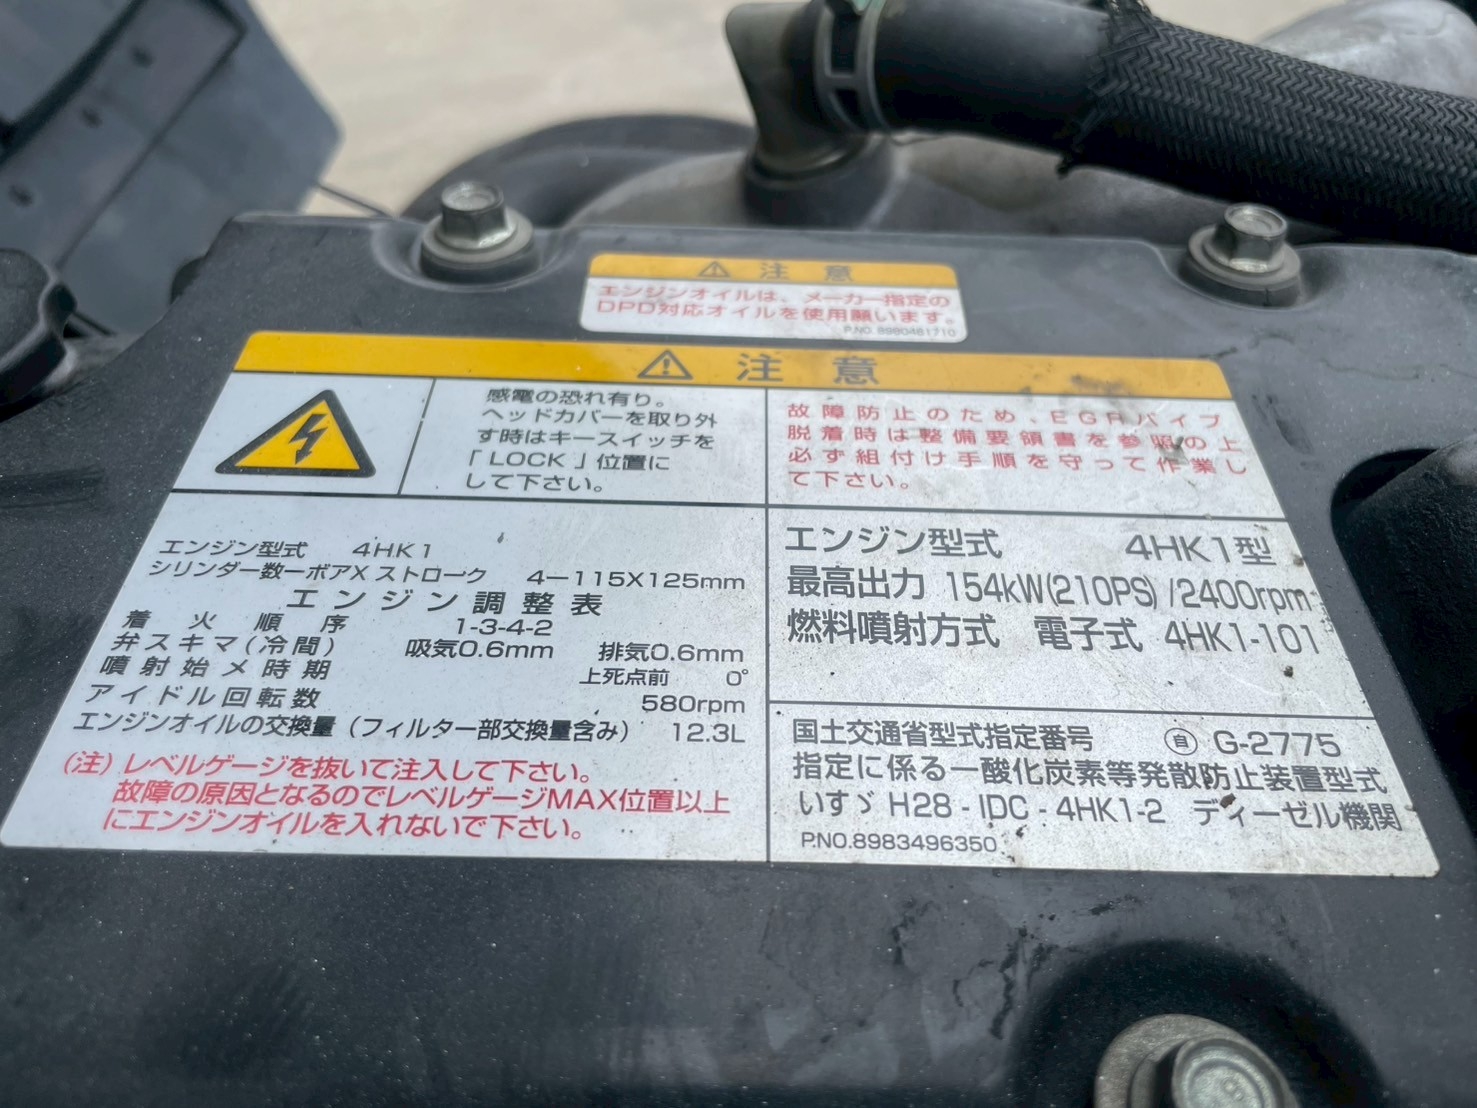 ⚠ 注意
エンジンオイルは、メーカー指定の
DPD対応オイルを使用願います。
P.NO. 8980481710
⚠ 注意
感電の恐れ有り。
ヘッドカバーを取り外
す時はキースイッチを
「LOCK」位置に
して下さい。
故障防止のため、EGRパイプ
脱着時は整備要領書を参照の上
必ず組付け手順を守って作業し
て下さい。
エンジン型式 4HK1
シリンダー数ーボアX ストローク 4ー115X125mm
エンジン調整表
着火順序 1-3-4-2
弁スキマ(冷間) 吸気0.6mm 排気0.6mm
噴射始メ時期 上死点前 0°
アイドル回転数 580rpm
エンジンオイルの交換量(フィルター部交換量含み) 12.3L
(注)レベルゲージを抜いて注入して下さい。
故障の原因となるのでレベルゲージMAX位置以上
にエンジンオイルを入れないで下さい。
エンジン型式 4HK1型
最高出力 154kW(210PS)/2400rpm
燃料噴射方式 電子式 4HK1-101
国土交通省型式指定番号 ㊀自 G-2775
指定に係る一酸化炭素等発散防止装置型式
いすゞ H28 - IDC - 4HK1-2 ディーゼル機関
P.NO.8983496350